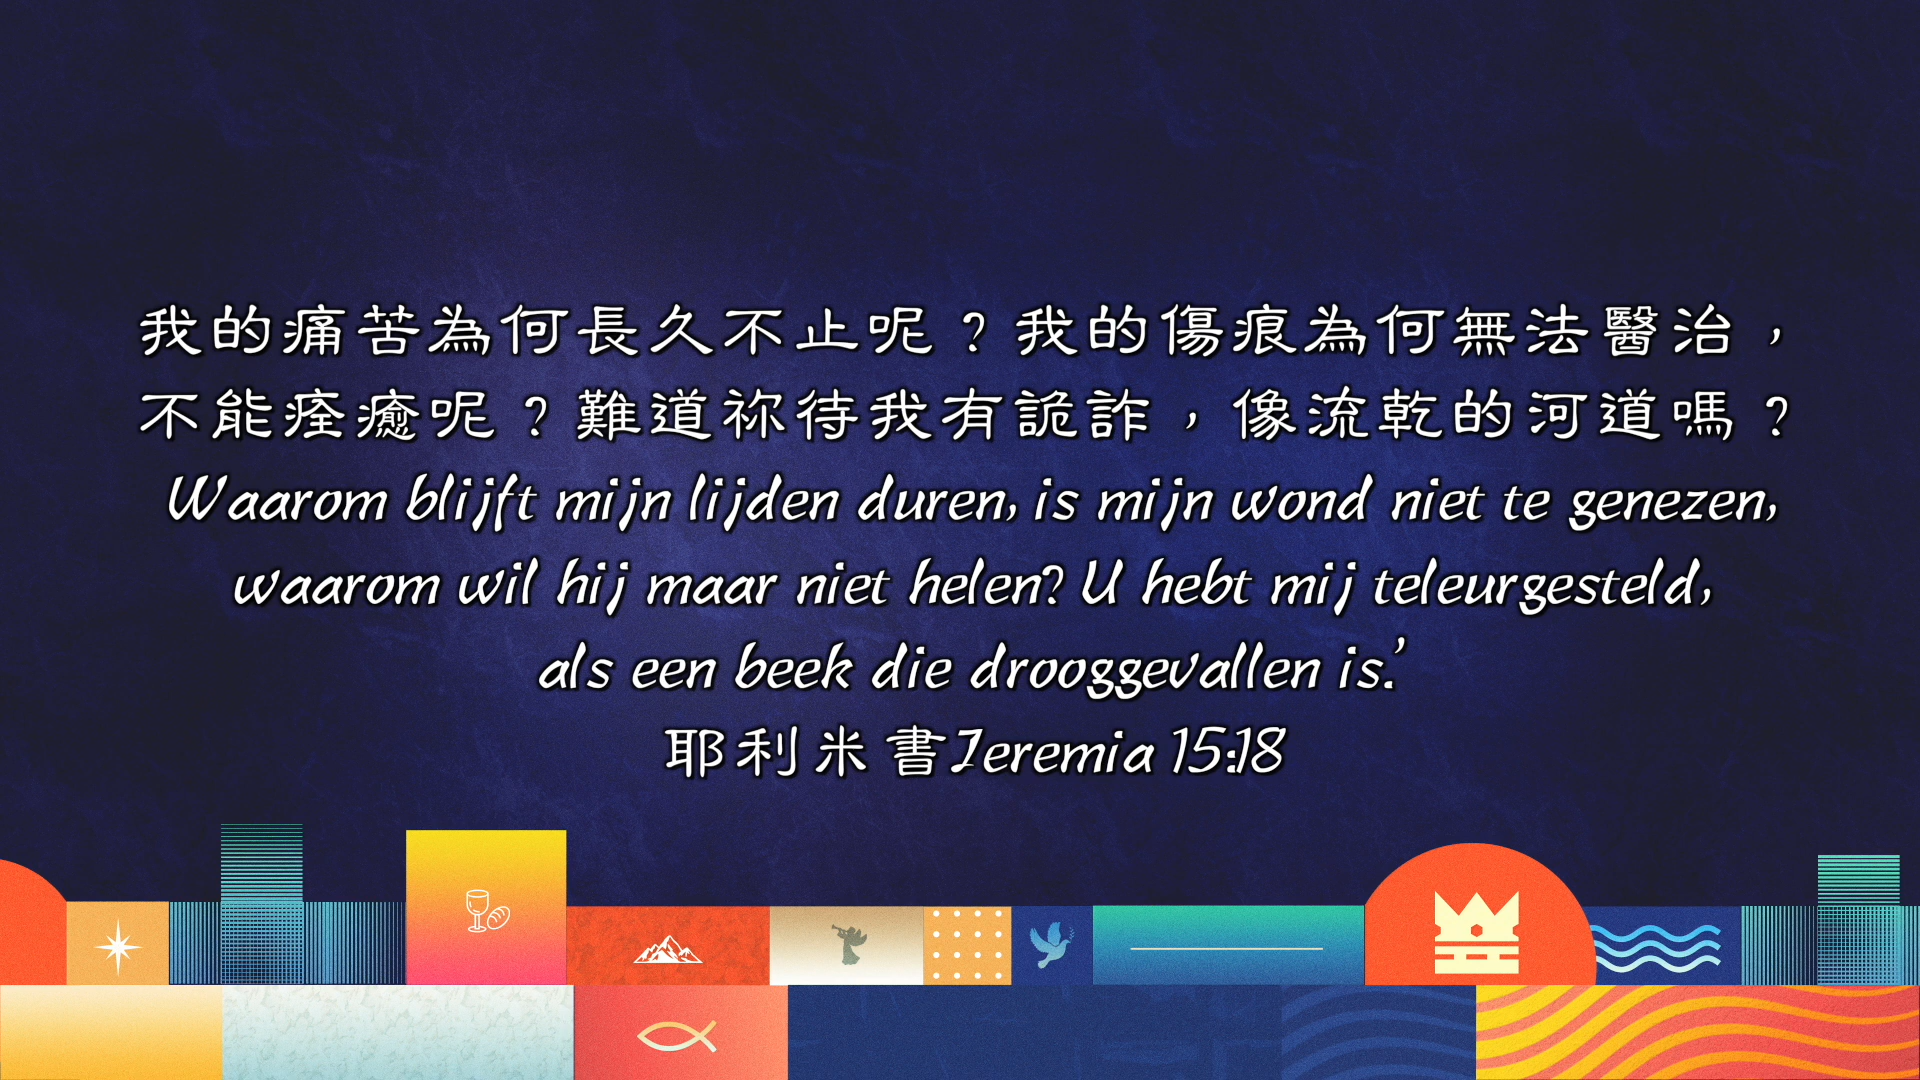 我的痛苦為何長久不止呢？我的傷痕為何無法醫治，
不能痊癒呢？難道祢待我有詭詐，像流乾的河道嗎？
Waarom blijft mijn lijden duren, is mijn wond niet te genezen,
waarom wil hij maar niet helen? U hebt mij teleurgesteld,
als een beek die drooggevallen is.’
耶利米書Jeremia 15:18